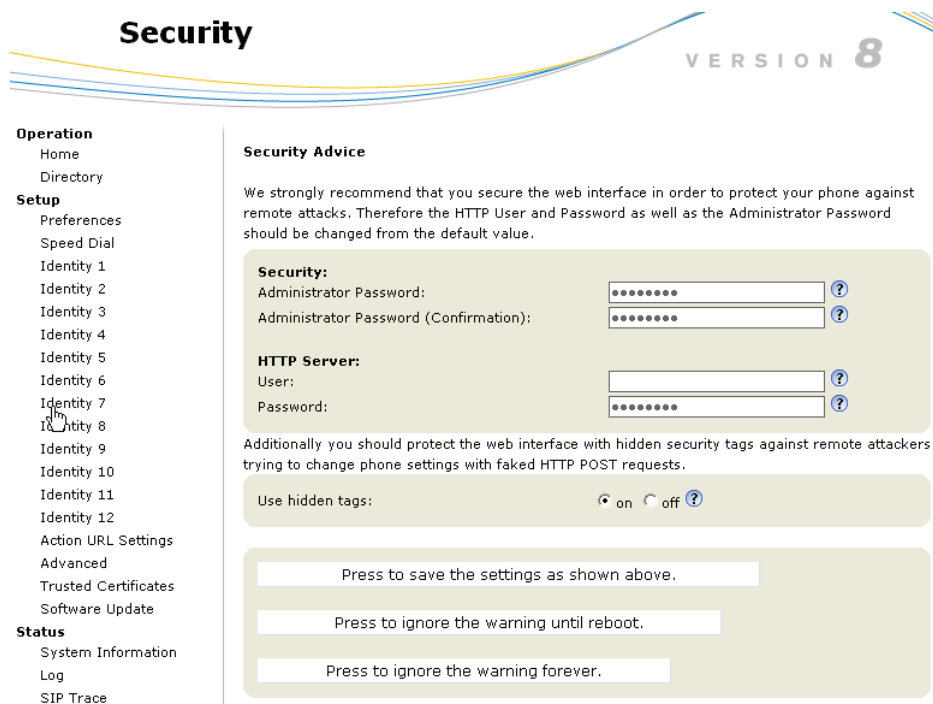 Security
VERSION 8
Operation
Home
Directory
Setup
Preferences
Speed Dial
Identity 1
Identity 2
Identity 3
Identity 4
Identity 5
Identity 6
Identity 7
Identity 8
Identity 9
Identity 10
Identity 11
Identity 12
Action URL Settings
Advanced
Trusted Certificates
Software Update
Status
System Information
Log
SIP Trace
Security Advice
We strongly recommend that you secure the web interface in order to protect your phone against
remote attacks. Therefore the HTTP User and Password as well as the Administrator Password
should be changed from the default value.
Security:
Administrator Password: •••••••• ?
Administrator Password (Confirmation): •••••••• ?
HTTP Server:
User: ?
Password: •••••••• ?
Additionally you should protect the web interface with hidden security tags against remote attackers
trying to change phone settings with faked HTTP POST requests.
Use hidden tags: on off ?
Press to save the settings as shown above.
Press to ignore the warning until reboot.
Press to ignore the warning forever.